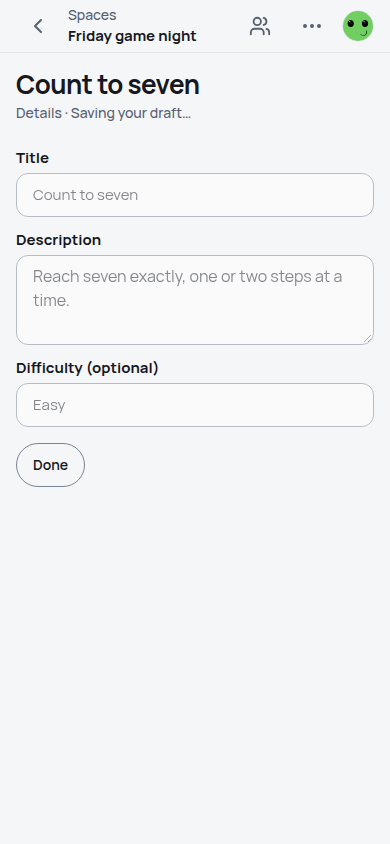 Spaces
Friday game night
Count to seven
Details · Saving your draft…
Title
Count to seven
Description
Reach seven exactly, one or two steps at a
time.
Difficulty (optional)
Easy
Done